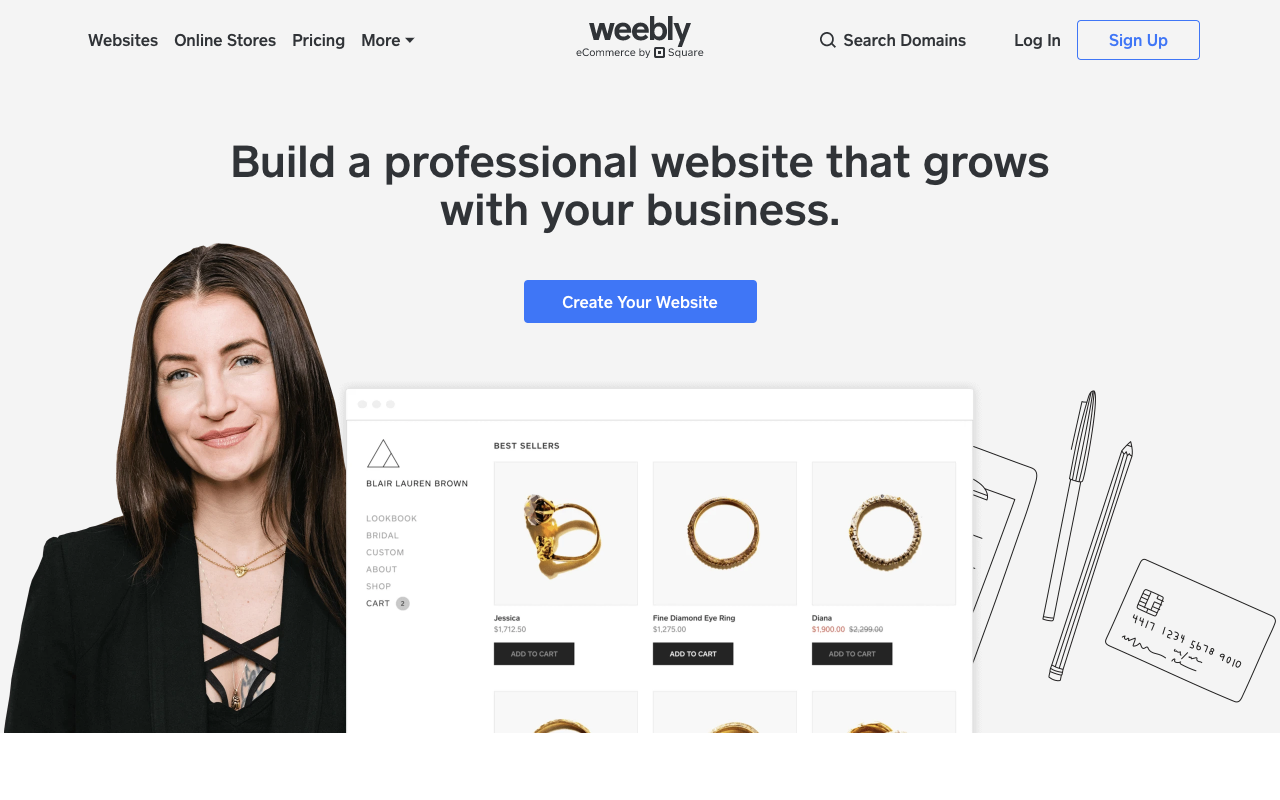 Websites Online Stores Pricing More
weebly
eCommerce by Square
Search Domains Log In Sign Up
Build a professional website that grows
with your business.
Create Your Website
BLAIR LAUREN BROWN
LOOKBOOK
BRIDAL
CUSTOM
ABOUT
SHOP
CART 2
BEST SELLERS
Jessica
$1,712.50
ADD TO CART
Fine Diamond Eye Ring
$1,275.00
ADD TO CART
Diana
$1,900.00 $2,299.00
ADD TO CART
4417 1234 5678 9010